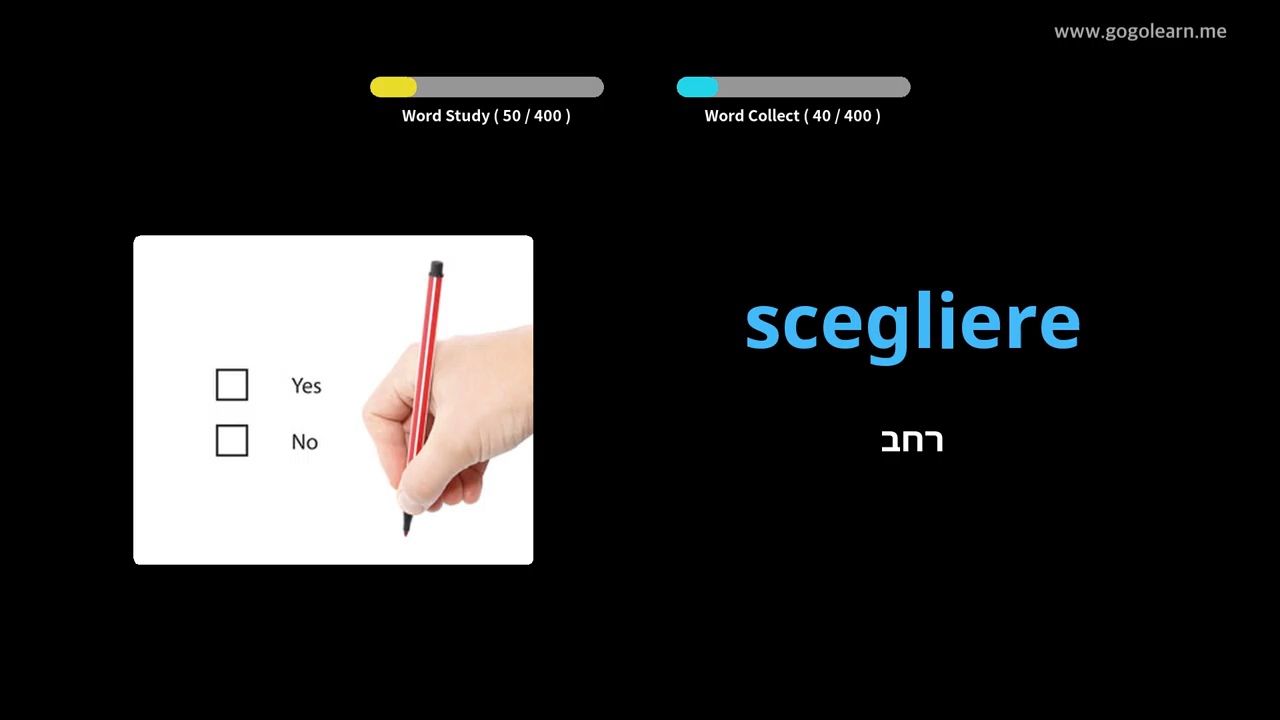 www.gogolearn.me
Word Study ( 50 / 400 )
Word Collect ( 40 / 400 )
Yes
No
scegliere
רחב